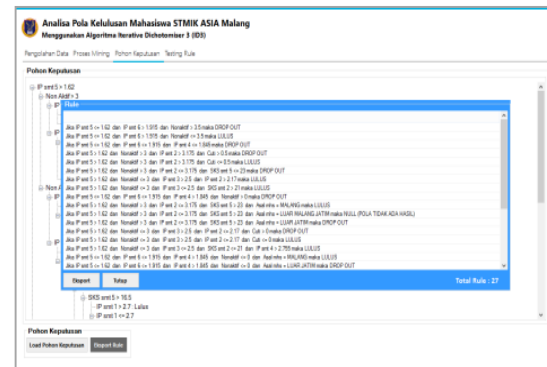 Analisa Pola Kelulusan Mahasiswa STMIK ASIA Malang
Menggunakan Algoritma Iterative Dichotomiser 3 (ID3)
Pengolahan Data Proses Mining Pohon Keputusan Testing Rule
Pohon Keputusan
IP smt 5 > 1.62
Non Aktif > 3
Rule
Jika IP smt 5 <= 1.62 dan IP smt 6 > 1.915 dan Nonaktif > 3.5 maka DROP OUT
Jika IP smt 5 <= 1.62 dan IP smt 6 > 1.915 dan Nonaktif <= 3.5 maka LULUS
Jika IP smt 5 <= 1.62 dan IP smt 6 <= 1.915 dan IP smt 4 <= 1.845 maka DROP OUT
Jika IP smt 5 > 1.62 dan Nonaktif > 3 dan IP smt 2 > 3.175 dan Cuti > 0.5 maka DROP OUT
Jika IP smt 5 > 1.62 dan Nonaktif > 3 dan IP smt 2 > 3.175 dan Cuti <= 0.5 maka LULUS
Jika IP smt 5 > 1.62 dan Nonaktif > 3 dan IP smt 2 <= 3.175 dan SKS smt 5 <= 23 maka DROP OUT
Jika IP smt 5 > 1.62 dan Nonaktif <= 3 dan IP smt 3 > 2.5 dan IP smt 2 > 2.17 maka LULUS
Jika IP smt 5 > 1.62 dan Nonaktif <= 3 dan IP smt 3 <= 2.5 dan SKS smt 2 > 21 maka LULUS
Jika IP smt 5 <= 1.62 dan IP smt 6 <= 1.915 dan IP smt 4 > 1.845 dan Nonaktif > 0 maka DROP OUT
Jika IP smt 5 > 1.62 dan Nonaktif > 3 dan IP smt 2 <= 3.175 dan SKS smt 5 > 23 dan Asal mhs = MALANG maka LULUS
Jika IP smt 5 > 1.62 dan Nonaktif > 3 dan IP smt 2 <= 3.175 dan SKS smt 5 > 23 dan Asal mhs = LUAR MALANG JATIM maka NULL (POLA TIDAK ADA HASIL)
Jika IP smt 5 > 1.62 dan Nonaktif > 3 dan IP smt 2 <= 3.175 dan SKS smt 5 > 23 dan Asal mhs = LUAR JATIM maka DROP OUT
Jika IP smt 5 > 1.62 dan Nonaktif <= 3 dan IP smt 3 > 2.5 dan IP smt 2 <= 2.17 dan Cuti > 0 maka DROP OUT
Jika IP smt 5 > 1.62 dan Nonaktif <= 3 dan IP smt 3 > 2.5 dan IP smt 2 <= 2.17 dan Cuti <= 0 maka LULUS
Jika IP smt 5 > 1.62 dan Nonaktif <= 3 dan IP smt 3 <= 2.5 dan SKS smt 2 <= 21 dan IP smt 4 > 2.755 maka LULUS
Jika IP smt 5 <= 1.62 dan IP smt 6 <= 1.915 dan IP smt 4 > 1.845 dan Nonaktif <= 0 dan Asal mhs = MALANG maka LULUS
Jika IP smt 5 <= 1.62 dan IP smt 6 <= 1.915 dan IP smt 4 > 1.845 dan Nonaktif <= 0 dan Asal mhs = LUAR JATIM maka DROP OUT
Eksport Tutup Total Rule : 27
SKS smt 5 > 16.5
IP smt 1 > 2.7 : Lulus
IP smt 1 <= 2.7
Pohon Keputusan
Load Pohon Keputusan Eksport Rule